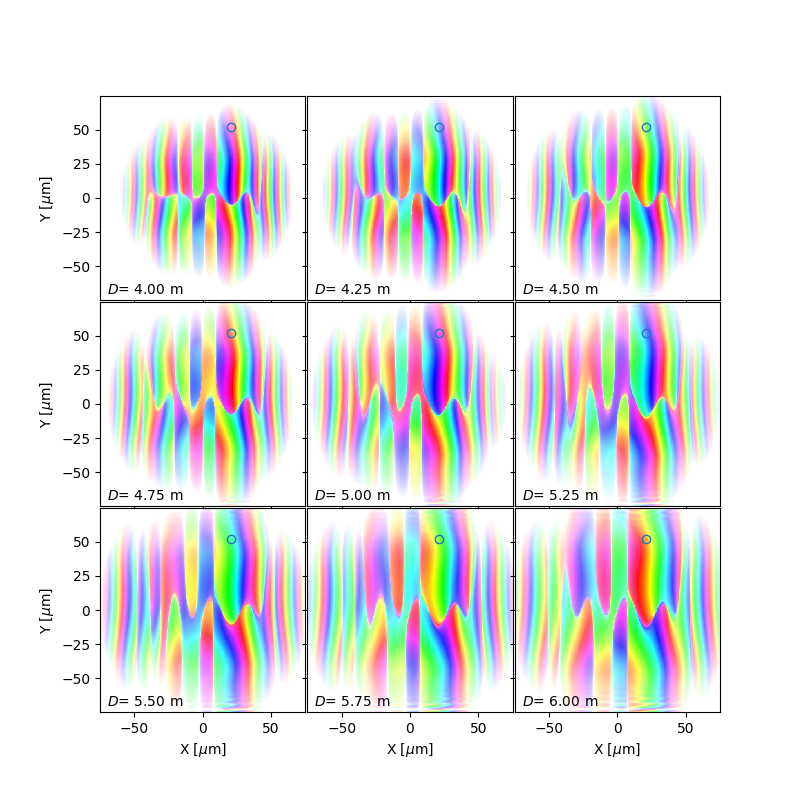 Y [μm]
50
25
0
−25
−50
D= 4.00 m
D= 4.25 m
D= 4.50 m
Y [μm]
50
25
0
−25
−50
D= 4.75 m
D= 5.00 m
D= 5.25 m
Y [μm]
50
25
0
−25
−50
D= 5.50 m
D= 5.75 m
D= 6.00 m
−50 0 50 −50 0 50 −50 0 50
X [μm] X [μm] X [μm]